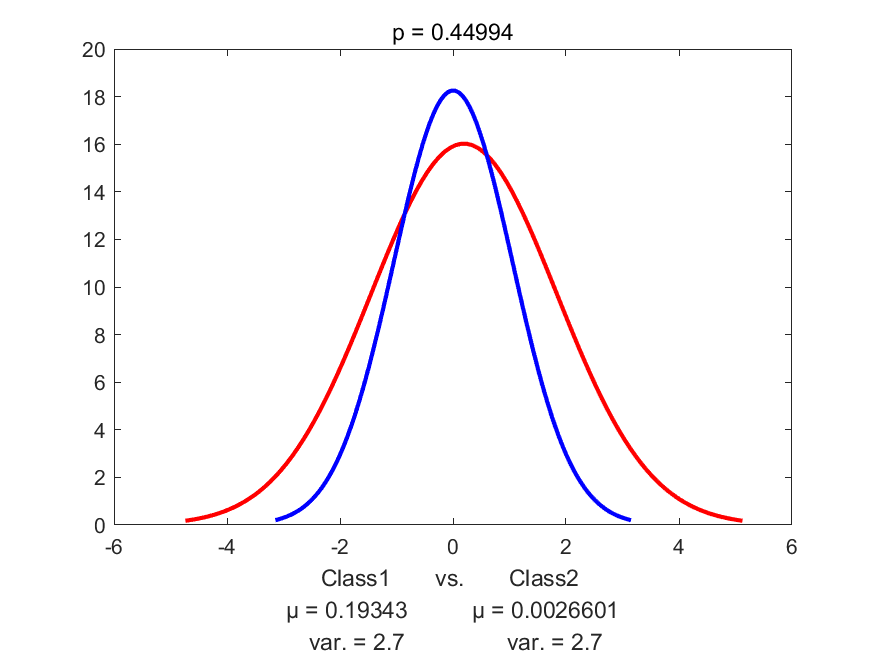 p = 0.44994
20
18
16
14
12
10
8
6
4
2
0
-6 -4 -2 0 2 4 6
Class1 vs. Class2
μ = 0.19343 μ = 0.0026601
var. = 2.7 var. = 2.7